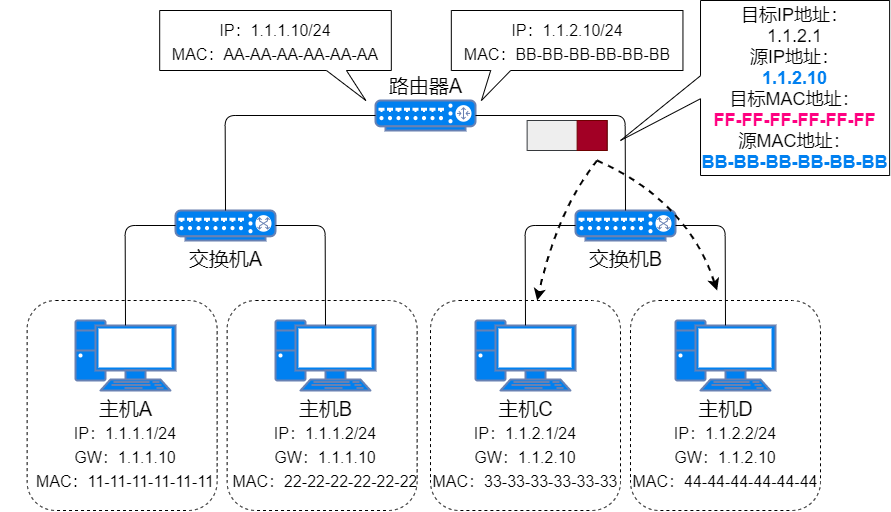 IP：1.1.1.10/24
MAC：AA-AA-AA-AA-AA-AA
IP：1.1.2.10/24
MAC：BB-BB-BB-BB-BB-BB
目标IP地址：
1.1.2.1
源IP地址：
1.1.2.10
目标MAC地址：
FF-FF-FF-FF-FF-FF
源MAC地址：
BB-BB-BB-BB-BB-BB
路由器A
交换机A
交换机B
主机A
IP：1.1.1.1/24
GW：1.1.1.10
MAC：11-11-11-11-11-11
主机B
IP：1.1.1.2/24
GW：1.1.1.10
MAC：22-22-22-22-22-22
主机C
IP：1.1.2.1/24
GW：1.1.2.10
MAC：33-33-33-33-33-33
主机D
IP：1.1.2.2/24
GW：1.1.2.10
MAC：44-44-44-44-44-44